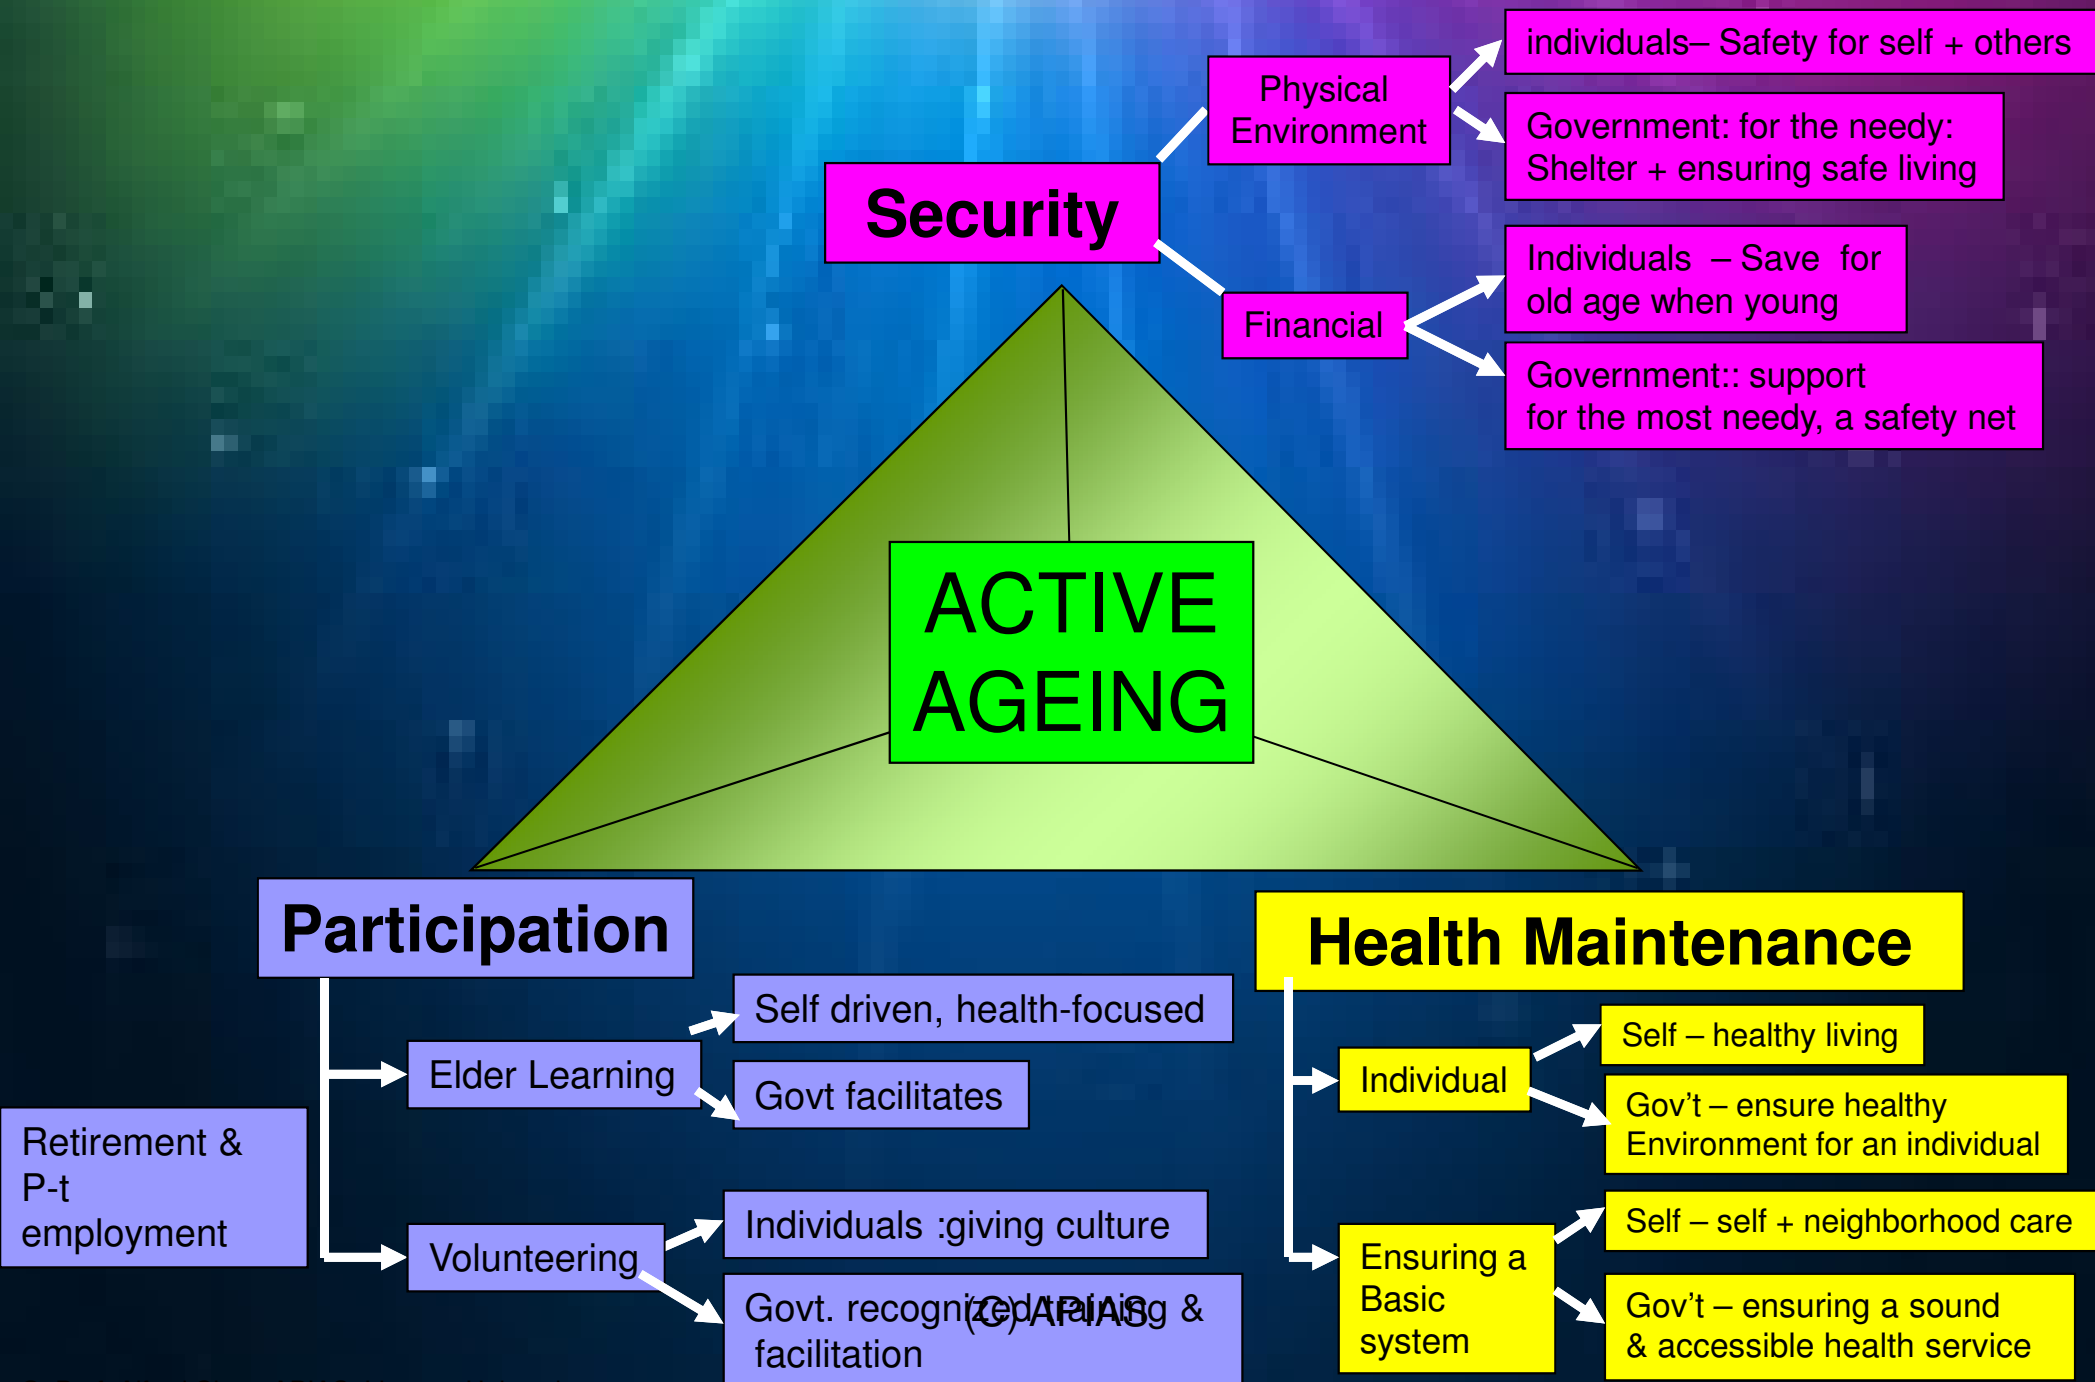 individuals– Safety for self + others
Physical
Environment
Government: for the needy:
Shelter + ensuring safe living
Security
Individuals – Save for
old age when young
Financial
Government:: support
for the most needy, a safety net
ACTIVE
AGEING
Participation
Self driven, health-focused
Elder Learning
Govt facilitates
Retirement &
P-t
employment
Individuals :giving culture
Volunteering
Govt. recognized training &
facilitation
(C) APIAS
Health Maintenance
Self – healthy living
Individual
Gov't – ensure healthy
Environment for an individual
Self – self + neighborhood care
Ensuring a
Basic
system
Gov't – ensuring a sound
& accessible health service